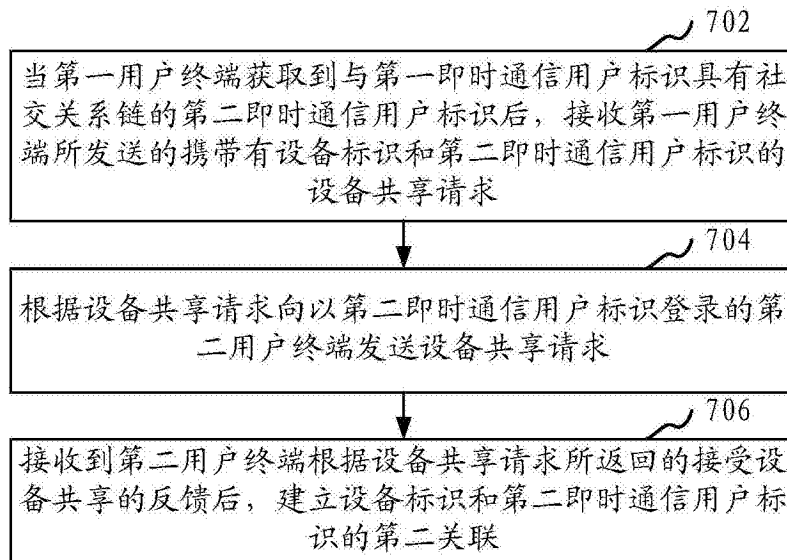 702
当第一用户终端获取到与第一即时通信用户标识具有社
交关系链的第二即时通信用户标识后，接收第一用户终
端所发送的携带有设备标识和第二即时通信用户标识的
设备共享请求
704
根据设备共享请求向以第二即时通信用户标识登录的第
二用户终端发送设备共享请求
706
接收到第二用户终端根据设备共享请求所返回的接受设
备共享的反馈后，建立设备标识和第二即时通信用户标
识的第二关联